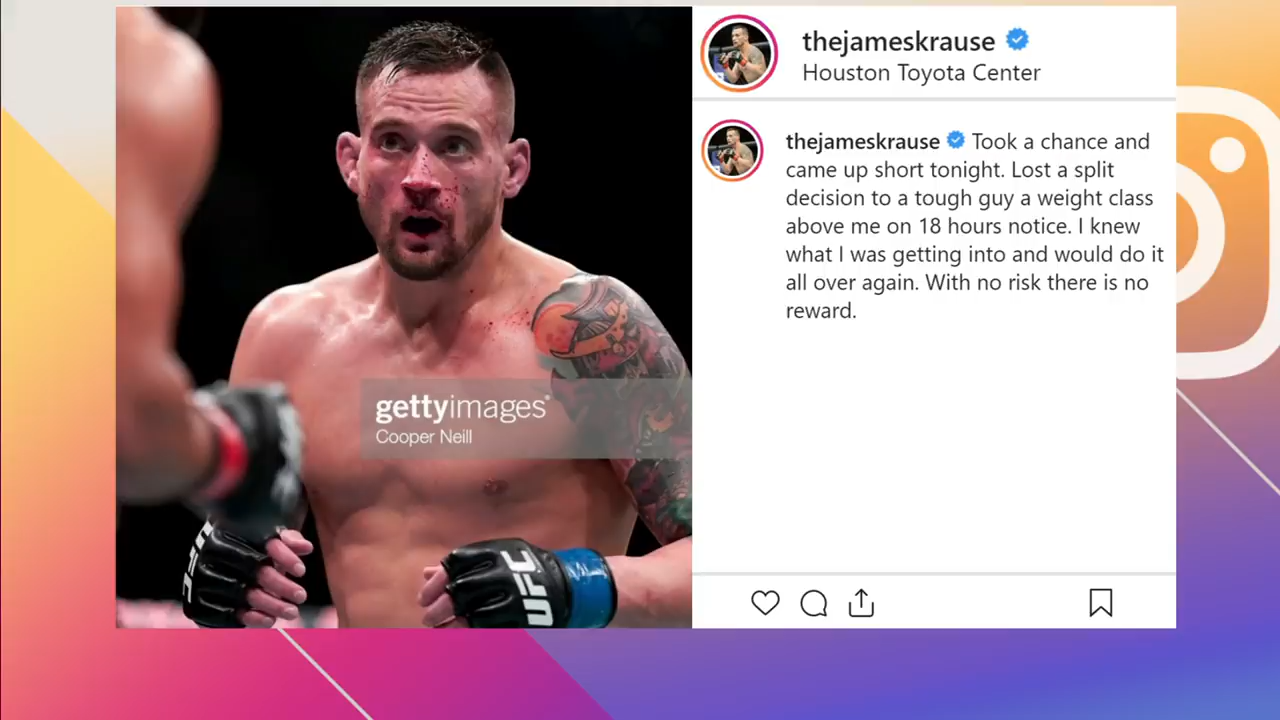 thejameskrause
Houston Toyota Center
thejameskrause Took a chance and
came up short tonight. Lost a split
decision to a tough guy a weight class
above me on 18 hours notice. I knew
what I was getting into and would do it
all over again. With no risk there is no
reward.
gettyimages
Cooper Neill
UFC
UFC